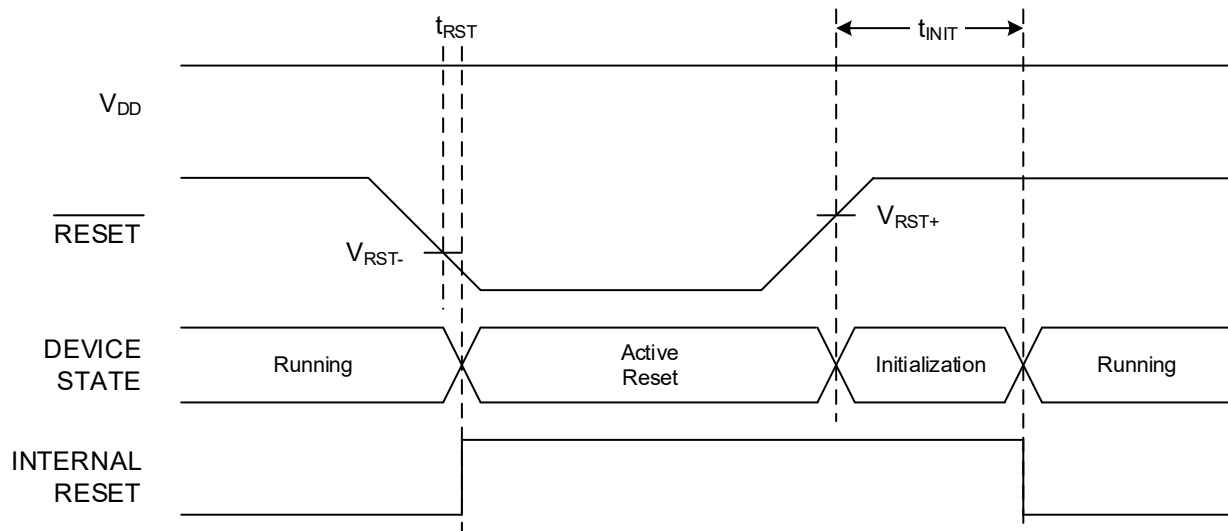 tRST
tINIT
VDD
RESET
VRST-
VRST+
DEVICE
STATE
Running
Active
Reset
Initialization
Running
INTERNAL
RESET